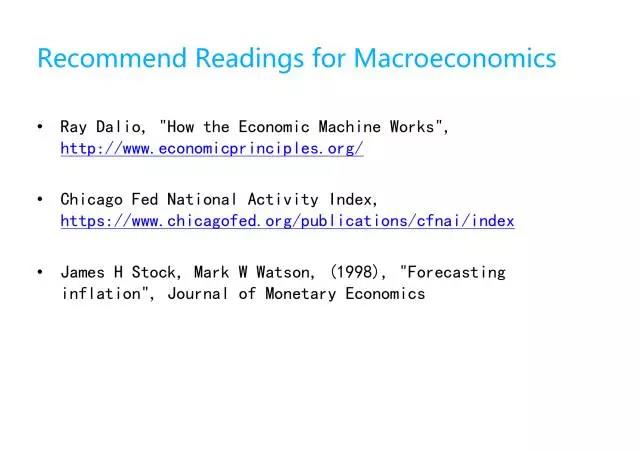 Recommend Readings for Macroeconomics
• Ray Dalio, "How the Economic Machine Works",
http://www.economicprinciples.org/
• Chicago Fed National Activity Index,
https://www.chicagofed.org/publications/cfnai/index
• James H Stock, Mark W Watson, (1998), "Forecasting
inflation", Journal of Monetary Economics